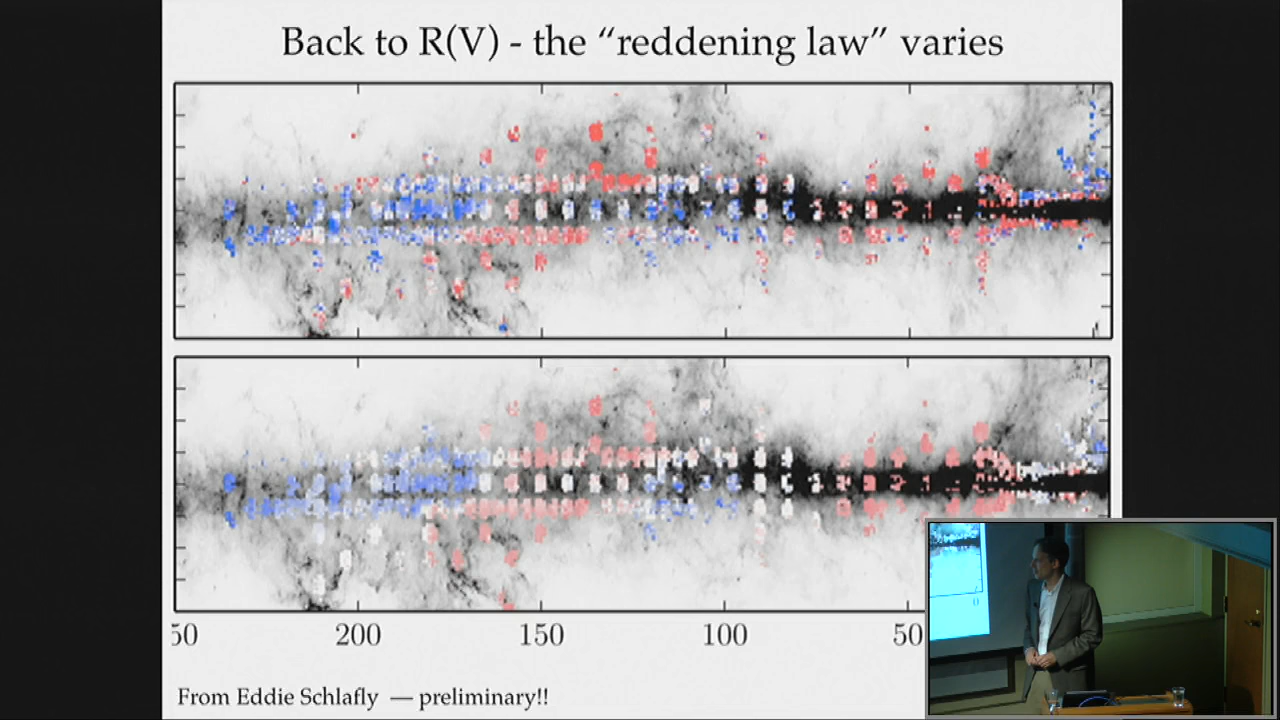 Back to R(V) - the “reddening law” varies
50 200 150 100 50
From Eddie Schlafly — preliminary!!